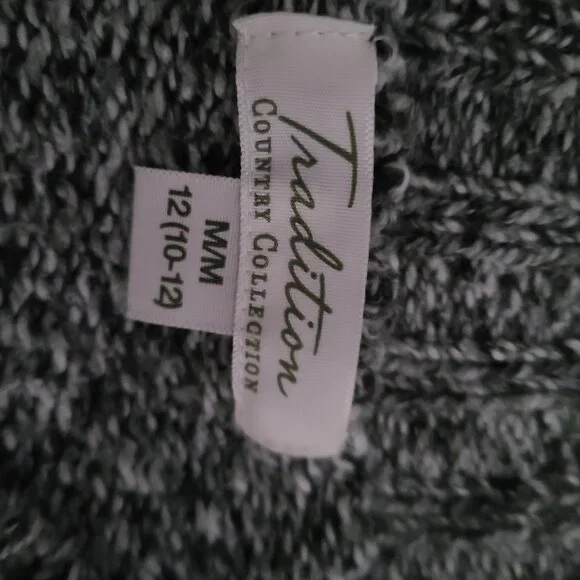 Tradition
COUNTRY COLLECTION
M/M
12(10-12)